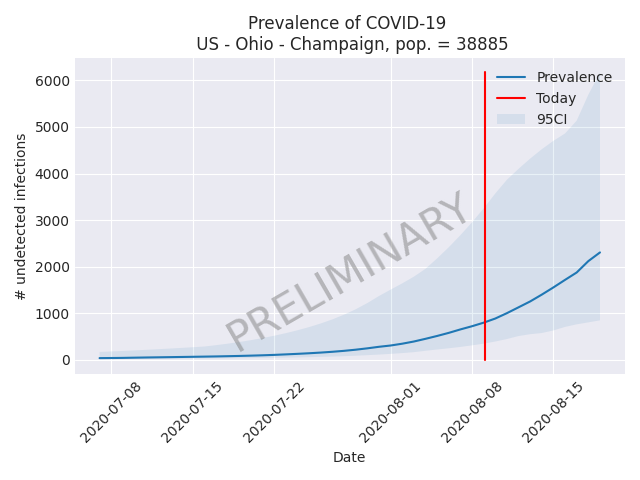 Prevalence of COVID-19
US - Ohio - Champaign, pop. = 38885
Prevalence
Today
95CI
6000
5000
4000
3000
2000
1000
0
# undetected infections
PRELIMINARY
2020-07-08
2020-07-15
2020-07-22
2020-08-01
2020-08-08
2020-08-15
Date